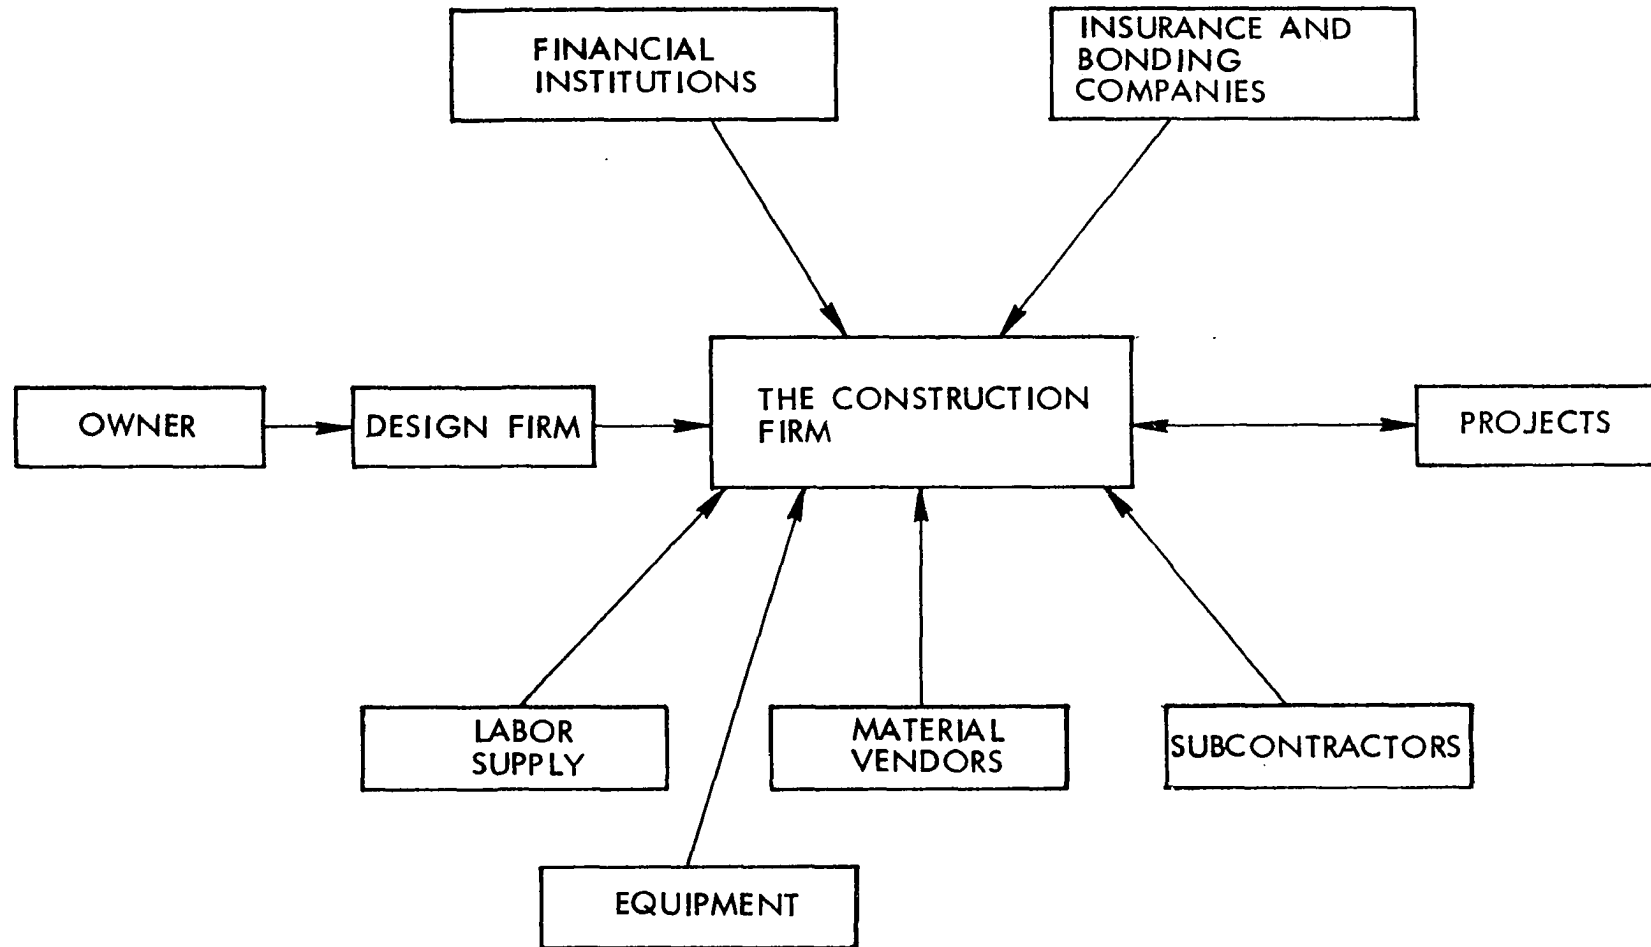 FINANCIAL
INSTITUTIONS
INSURANCE AND
BONDING
COMPANIES
OWNER
DESIGN FIRM
THE CONSTRUCTION
FIRM
PROJECTS
LABOR
SUPPLY
MATERIAL
VENDORS
SUBCONTRACTORS
EQUIPMENT